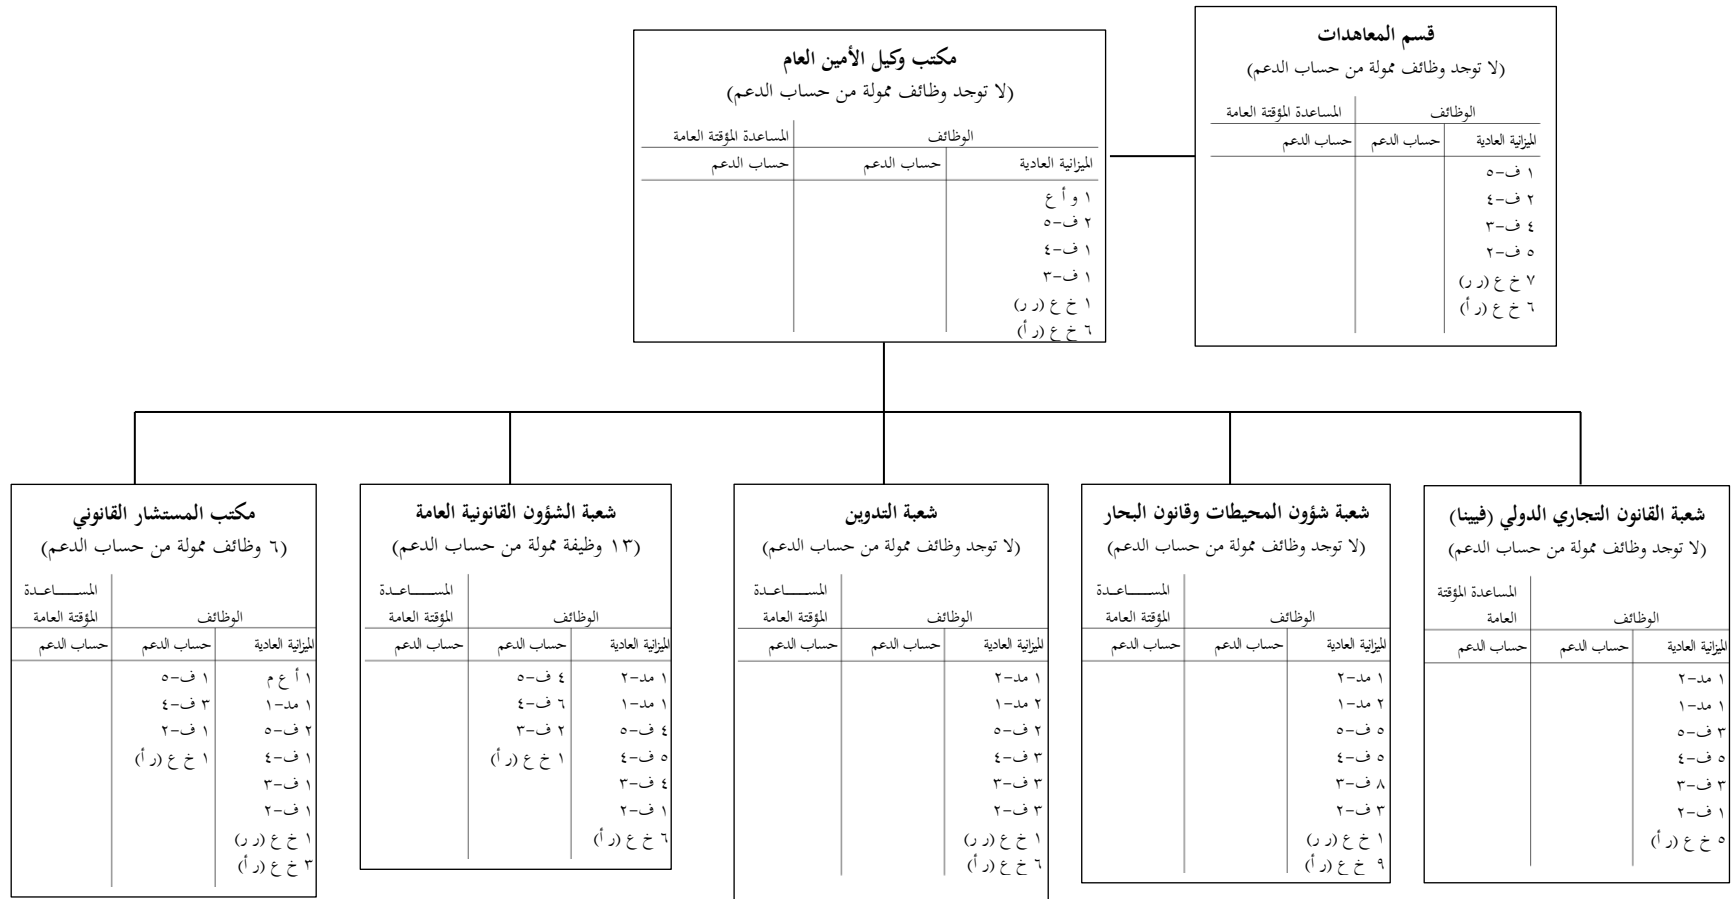 مكتب وكيل الأمين العام
(لا توجد وظائف ممولة من حساب الدعم)
الوظائف المساعدة المؤقتة العامة
الميزانية العادية حساب الدعم حساب الدعم
١ و أ ع
٢ ف-٥
١ ف-٤
١ ف-٣
١ خ ع (ر ر)
٦ خ ع (ر أ)
قسم المعاهدات
(لا توجد وظائف ممولة من حساب الدعم)
الوظائف المساعدة المؤقتة العامة
الميزانية العادية حساب الدعم حساب الدعم
١ ف-٥
٢ ف-٤
٤ ف-٣
٥ ف-٢
٧ خ ع (ر ر)
٦ خ ع (ر أ)
شعبة القانون التجاري الدولي (فيينا)
(لا توجد وظائف ممولة من حساب الدعم)
المساعدة المؤقتة
الوظائف العامة
الميزانية العادية حساب الدعم حساب الدعم
١ مد-٢
١ مد-١
٣ ف-٥
٥ ف-٤
٣ ف-٣
١ ف-٢
٥ خ ع (ر أ)
شعبة شؤون المحيطات وقانون البحار
(لا توجد وظائف ممولة من حساب الدعم)
المســــاعــدة
الوظائف المؤقتة العامة
الميزانية العادية حساب الدعم حساب الدعم
١ مد-٢
٢ مد-١
٥ ف-٥
٥ ف-٤
٨ ف-٣
٣ ف-٢
١ خ ع (ر ر)
٩ خ ع (ر أ)
شعبة التدوين
(لا توجد وظائف ممولة من حساب الدعم)
المســــاعــدة
الوظائف المؤقتة العامة
الميزانية العادية حساب الدعم حساب الدعم
١ مد-٢
٢ مد-١
٢ ف-٥
٣ ف-٤
٣ ف-٣
٣ ف-٢
١ خ ع (ر ر)
٦ خ ع (ر أ)
شعبة الشؤون القانونية العامة
(١٣ وظيفة ممولة من حساب الدعم)
المســــاعــدة
الوظائف المؤقتة العامة
الميزانية العادية حساب الدعم حساب الدعم
١ مد-٢ ٤ ف-٥
١ مد-١ ٦ ف-٤
٤ ف-٥ ٢ ف-٣
٥ ف-٤ ١ خ ع (ر أ)
٤ ف-٣
١ ف-٢
٦ خ ع (ر أ)
مكتب المستشار القانوني
(٦ وظائف ممولة من حساب الدعم)
المســــاعــدة
الوظائف المؤقتة العامة
الميزانية العادية حساب الدعم حساب الدعم
١ أ ع م ١ ف-٥
١ مد-١ ٣ ف-٤
٢ ف-٥ ١ ف-٢
١ ف-٤ ١ خ ع (ر أ)
١ ف-٣
١ ف-٢
١ خ ع (ر ر)
٣ خ ع (ر أ)